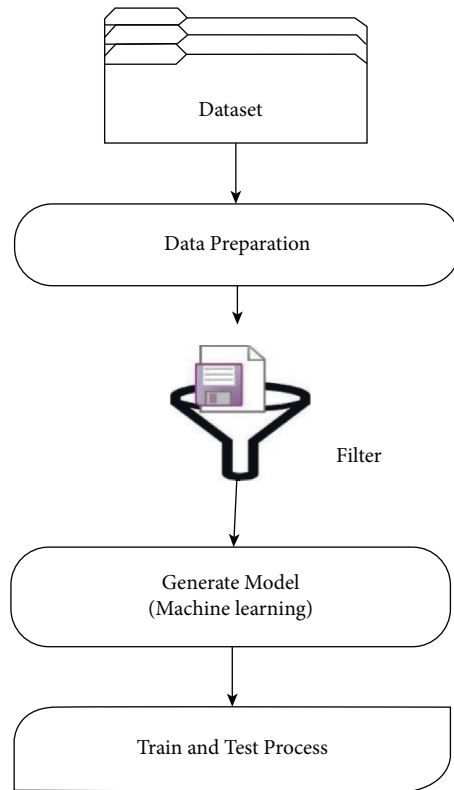 Dataset
Data Preparation
Filter
Generate Model
(Machine learning)
Train and Test Process